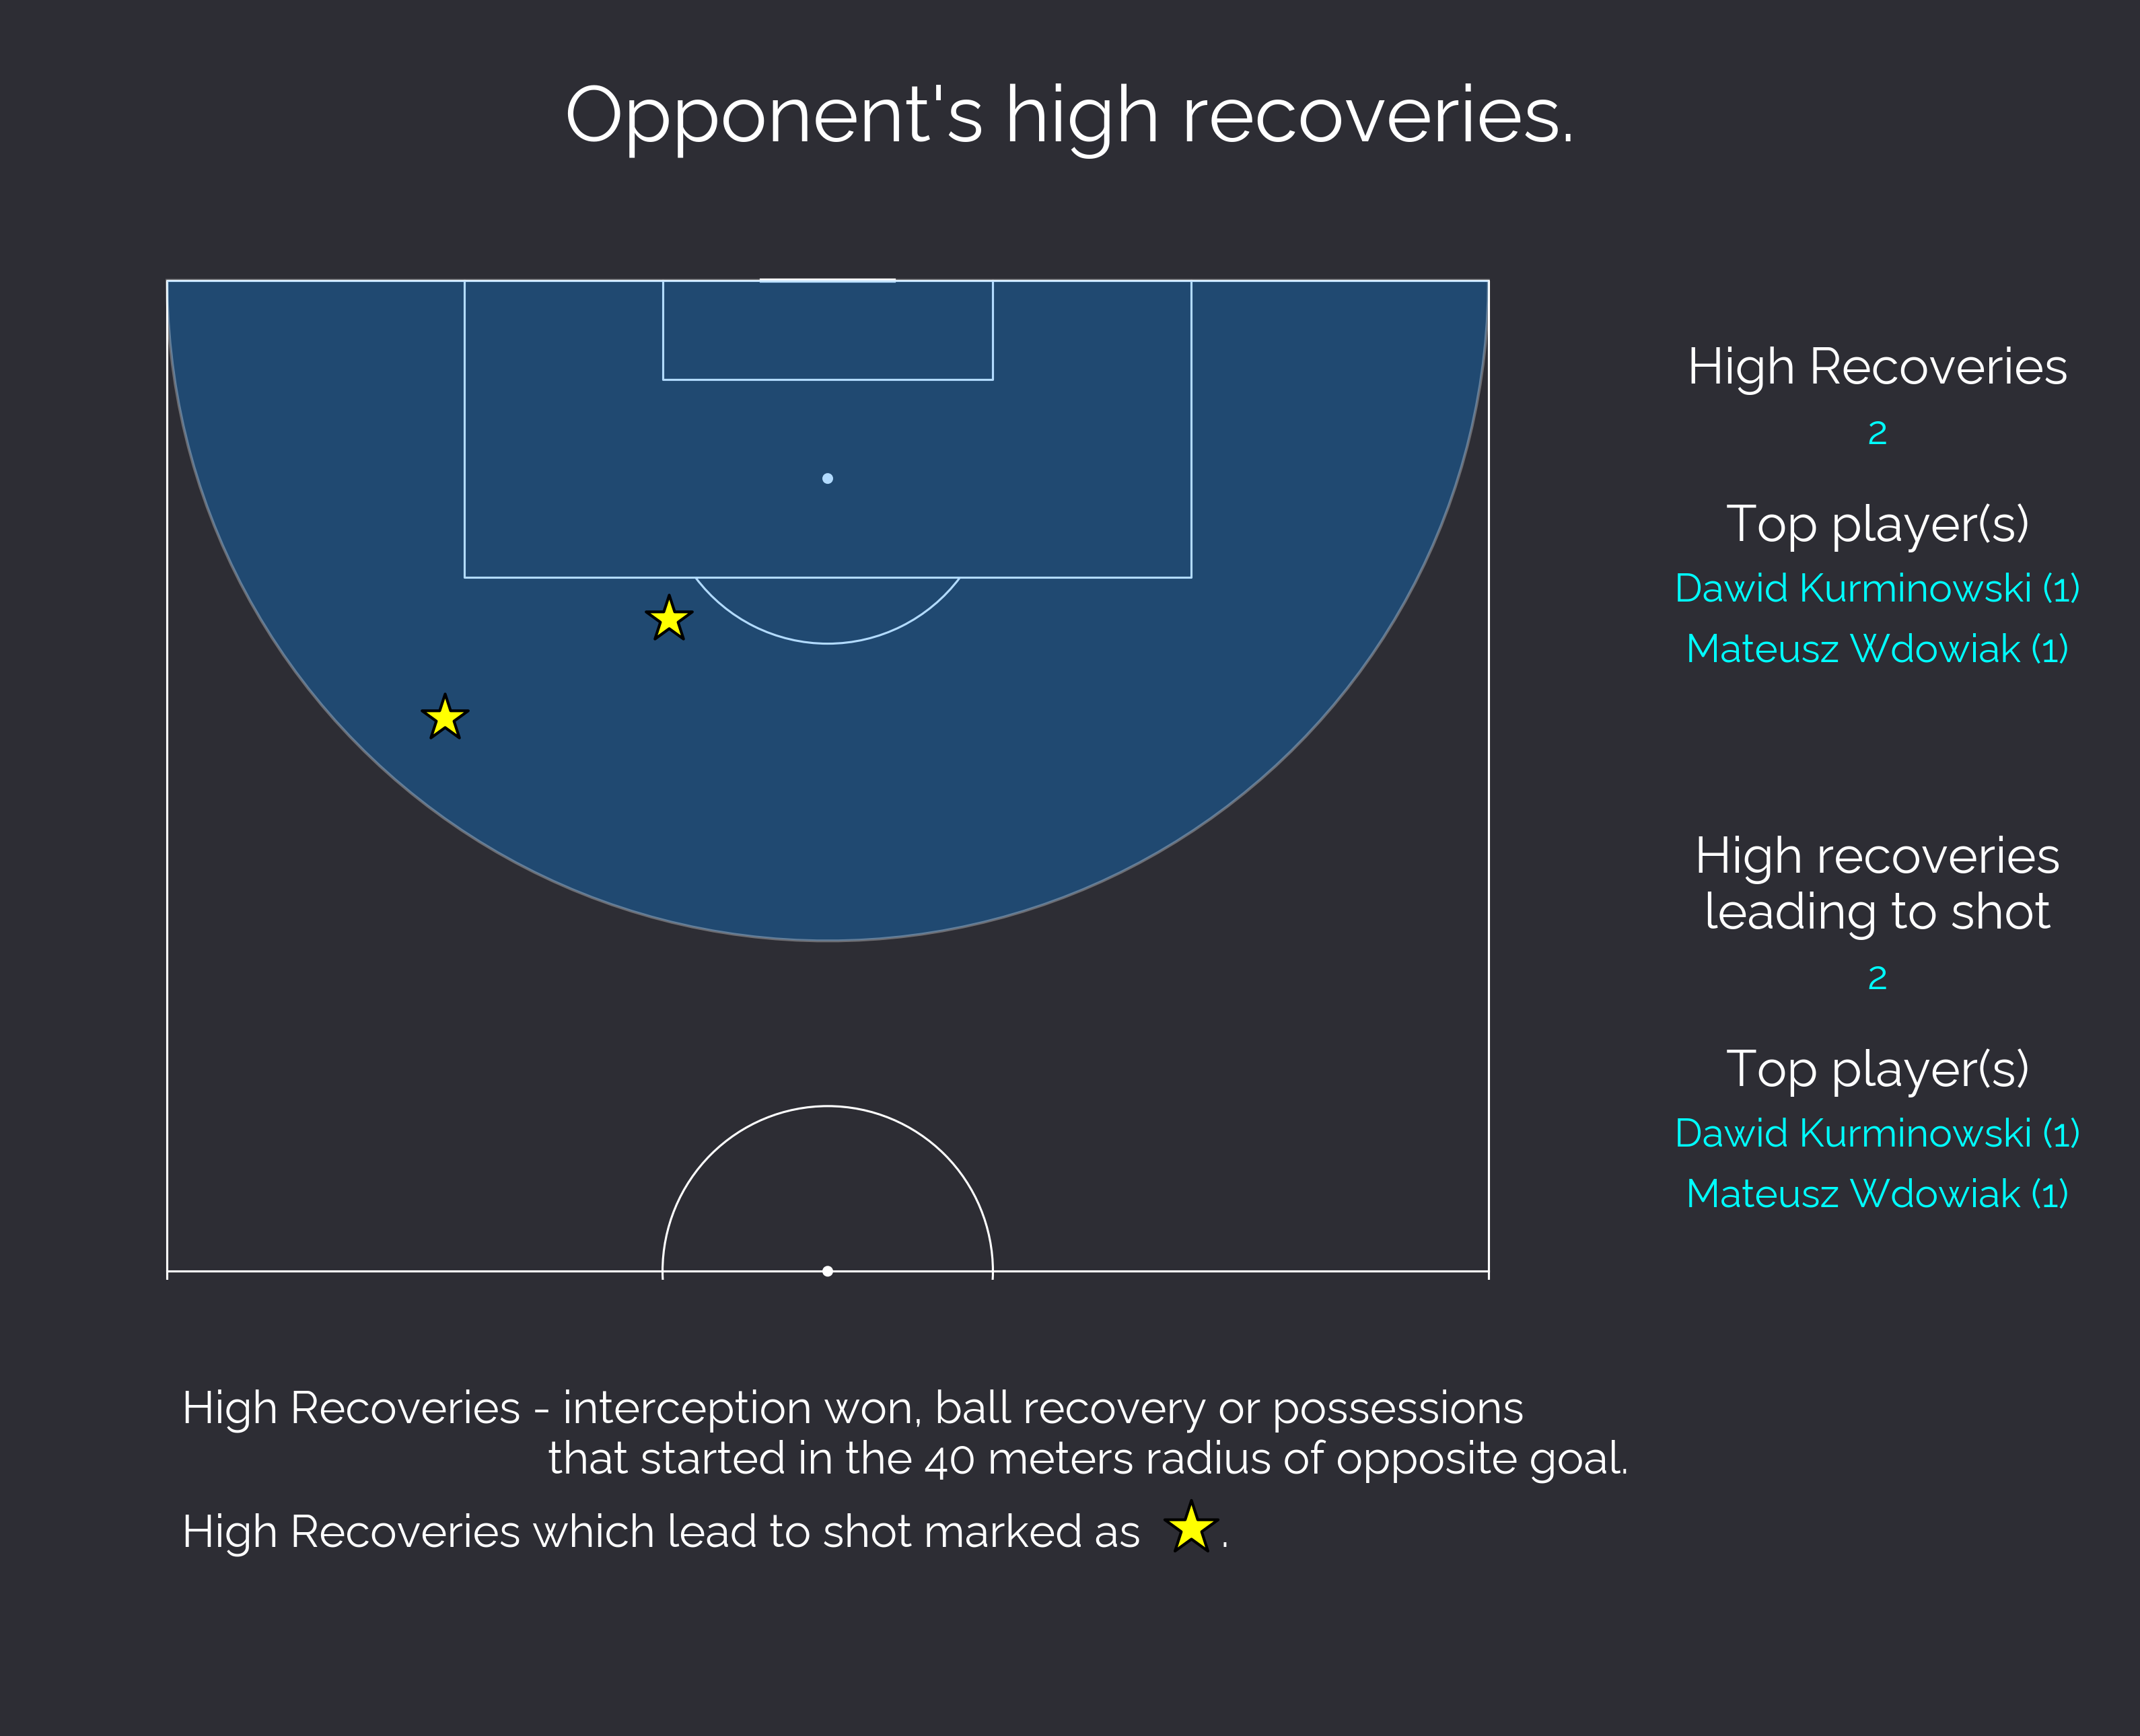 Opponent's high recoveries.
High Recoveries
2
Top player(s)
Dawid Kurminowski (1)
Mateusz Wdowiak (1)
High recoveries
leading to shot
2
Top player(s)
Dawid Kurminowski (1)
Mateusz Wdowiak (1)
High Recoveries - interception won, ball recovery or possessions
that started in the 40 meters radius of opposite goal.
High Recoveries which lead to shot marked as .